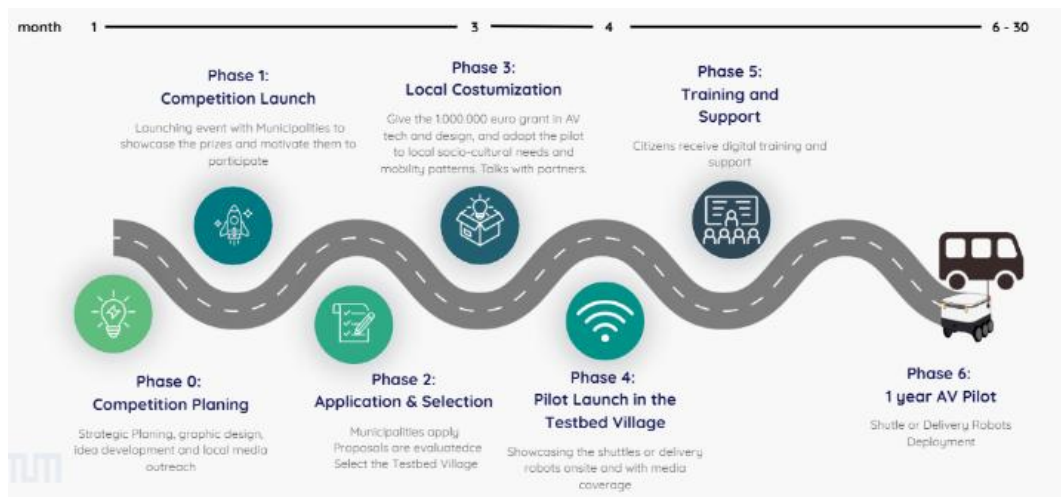 month 1 3 4 6 - 30
Phase 1:
Competition Launch
Launching event with Municipalities to
showcase the prizes and motivate them to
participate
Phase 3:
Local Costumization
Give the 1.000.000 euro grant in AV
tech and design, and adapt the pilot
to local socio-cultural needs and
mobility patterns. Talks with partners.
Phase 5:
Training and
Support
Citizens receive digital training and
support
Phase 0:
Competition Planing
Strategic Planing, graphic design,
idea development and local media
outreach
Phase 2:
Application & Selection
Municipalities apply
Proposals are evaluatedce
Select the Testbed Village
Phase 4:
Pilot Launch in the
Testbed Village
Showcasing the shuttles or delivery
robots onsite and with media
coverage
Phase 6:
1 year AV Pilot
Shutle or Delivery Robots
Deployment
TUM